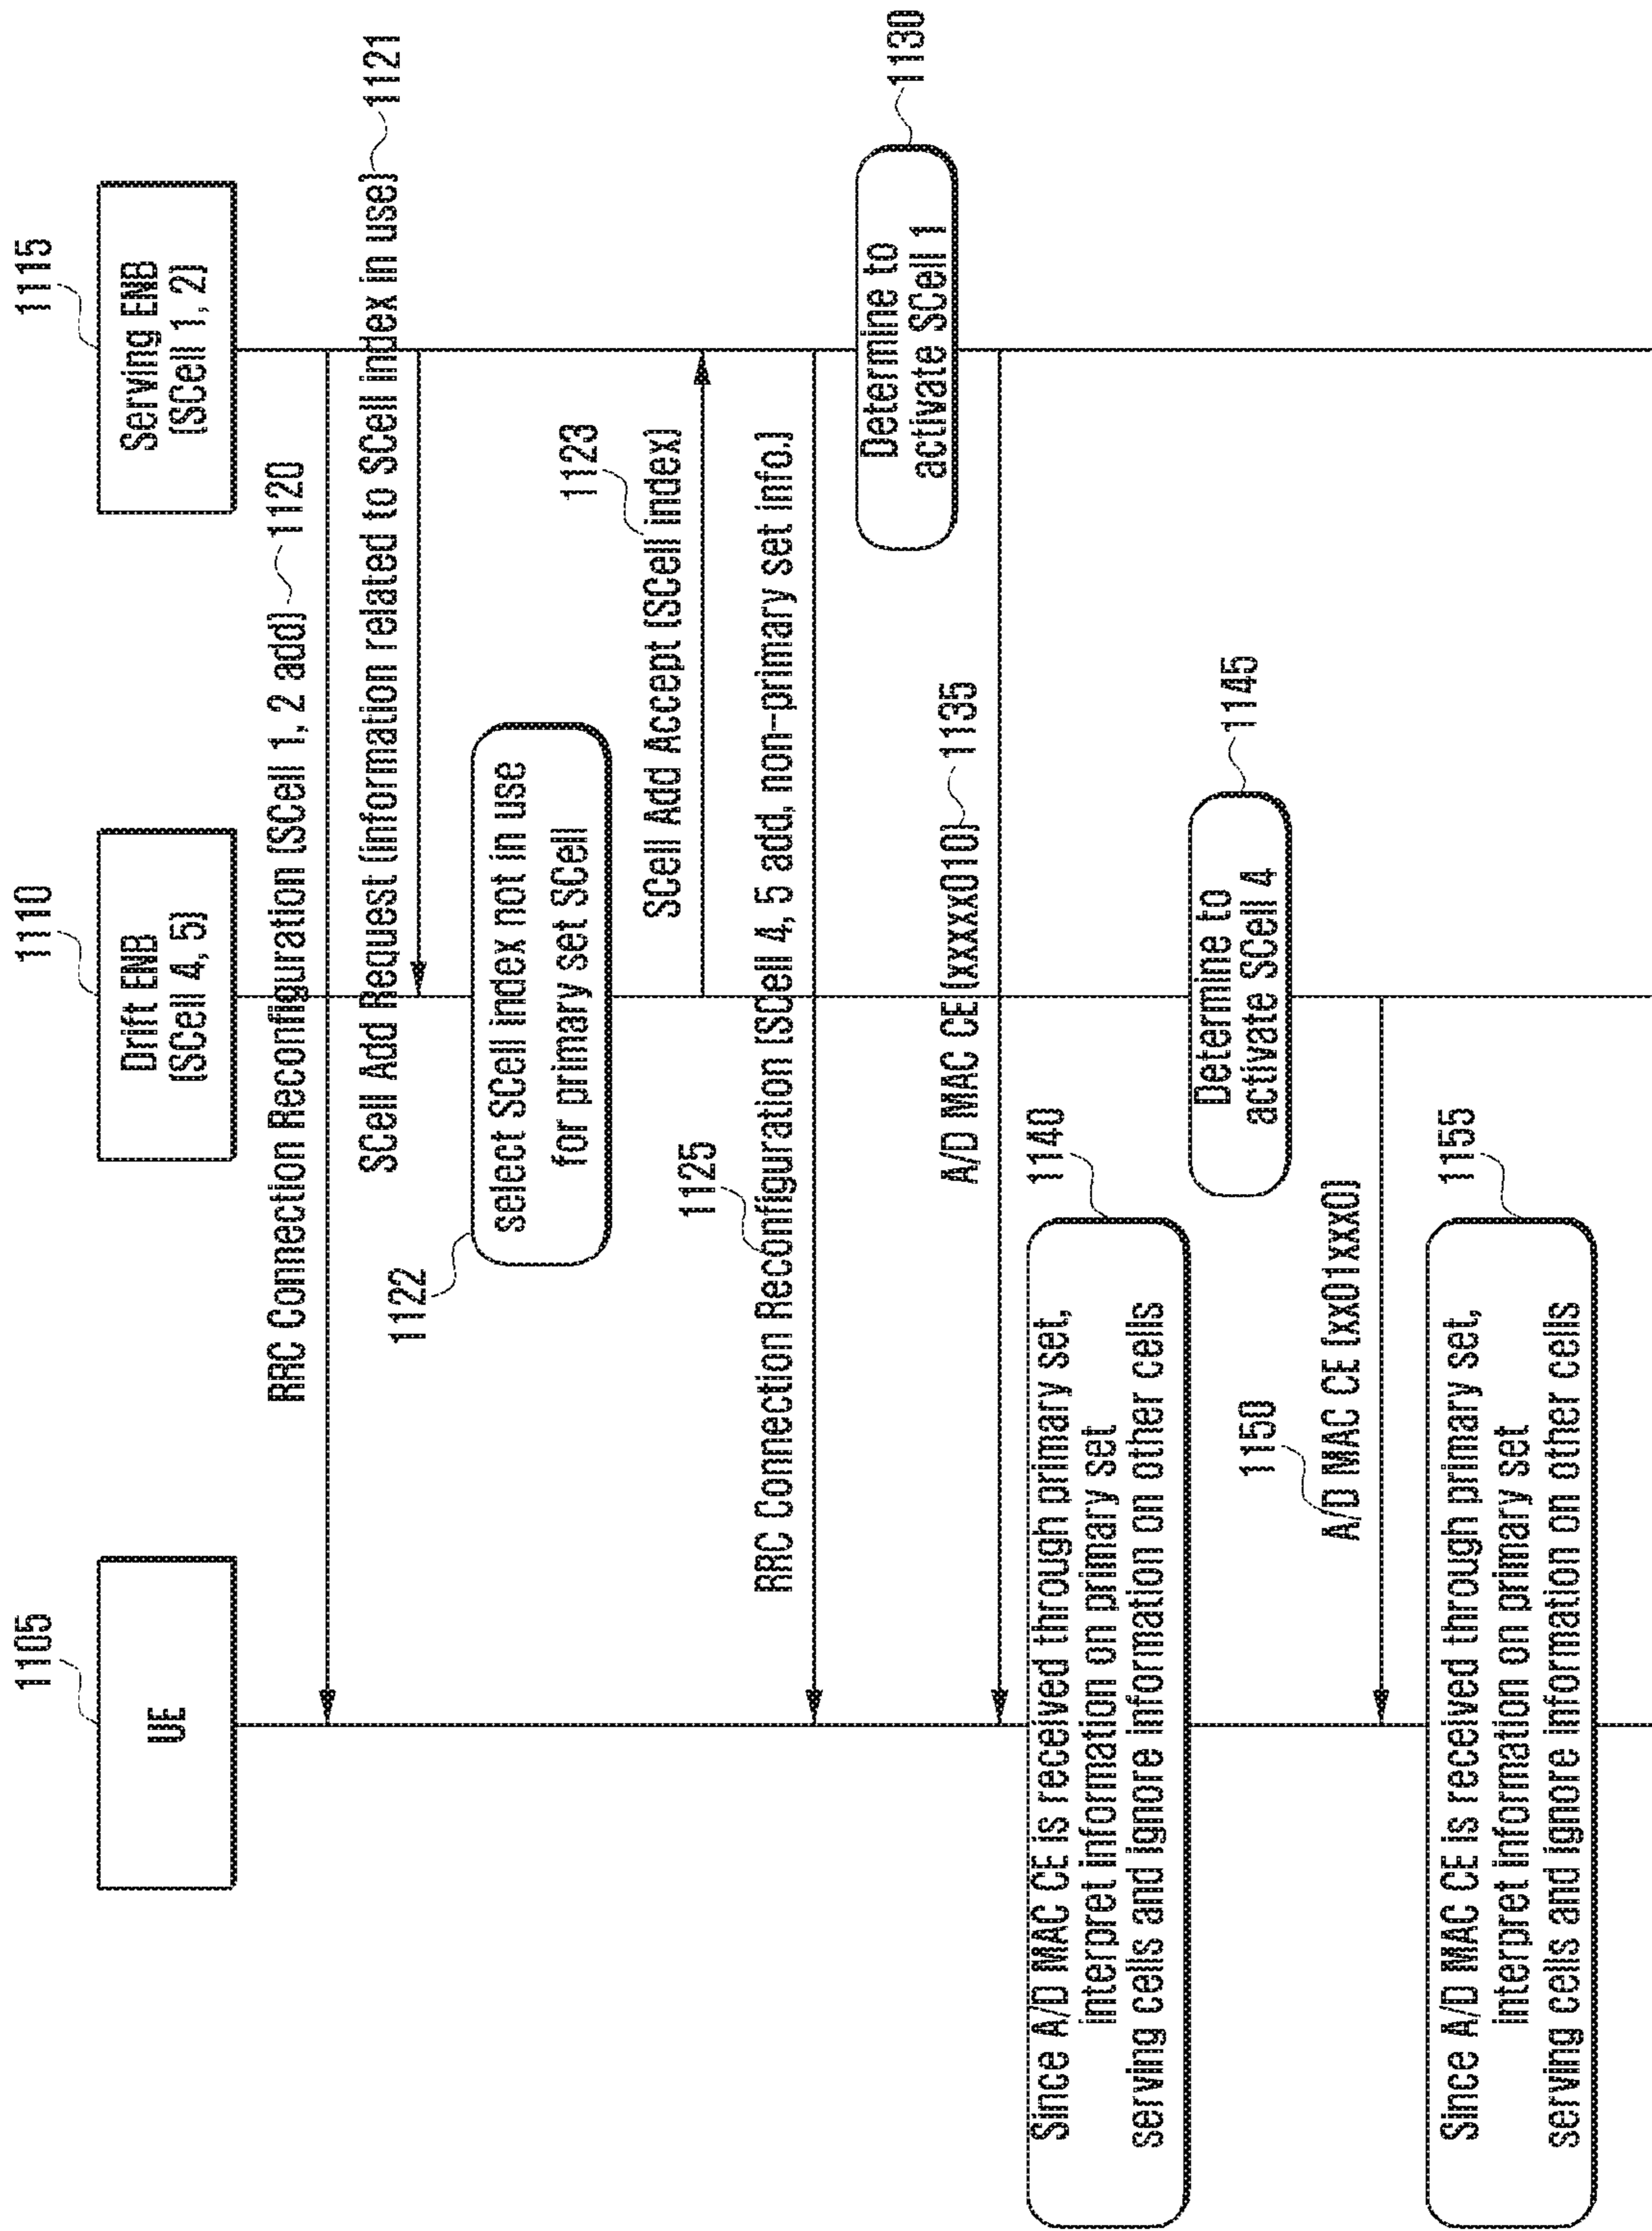 1105
UE
1110
Drift ENB
(SCell 4, 5)
1115
Serving ENB
(SCell 1, 2)
RRC Connection Reconfiguration (SCell 1, 2 add) 1120
SCell Add Request (information related to SCell index in use) 1121
1122
select SCell index not in use
for primary set SCell
1123
SCell Add Accept (SCell index)
1125
RRC Connection Reconfiguration (SCell 4, 5 add, non-primary set info.)
Determine to
activate SCell 1
1130
A/D MAC CE (xxxxx010) 1135
1140
Since A/D MAC CE is received through primary set,
interpret information on primary set
serving cells and ignore information on other cells
Determine to
activate SCell 4
1145
1150
A/D MAC CE (xx01xxx0)
1155
Since A/D MAC CE is received through primary set,
interpret information on primary set
serving cells and ignore information on other cells